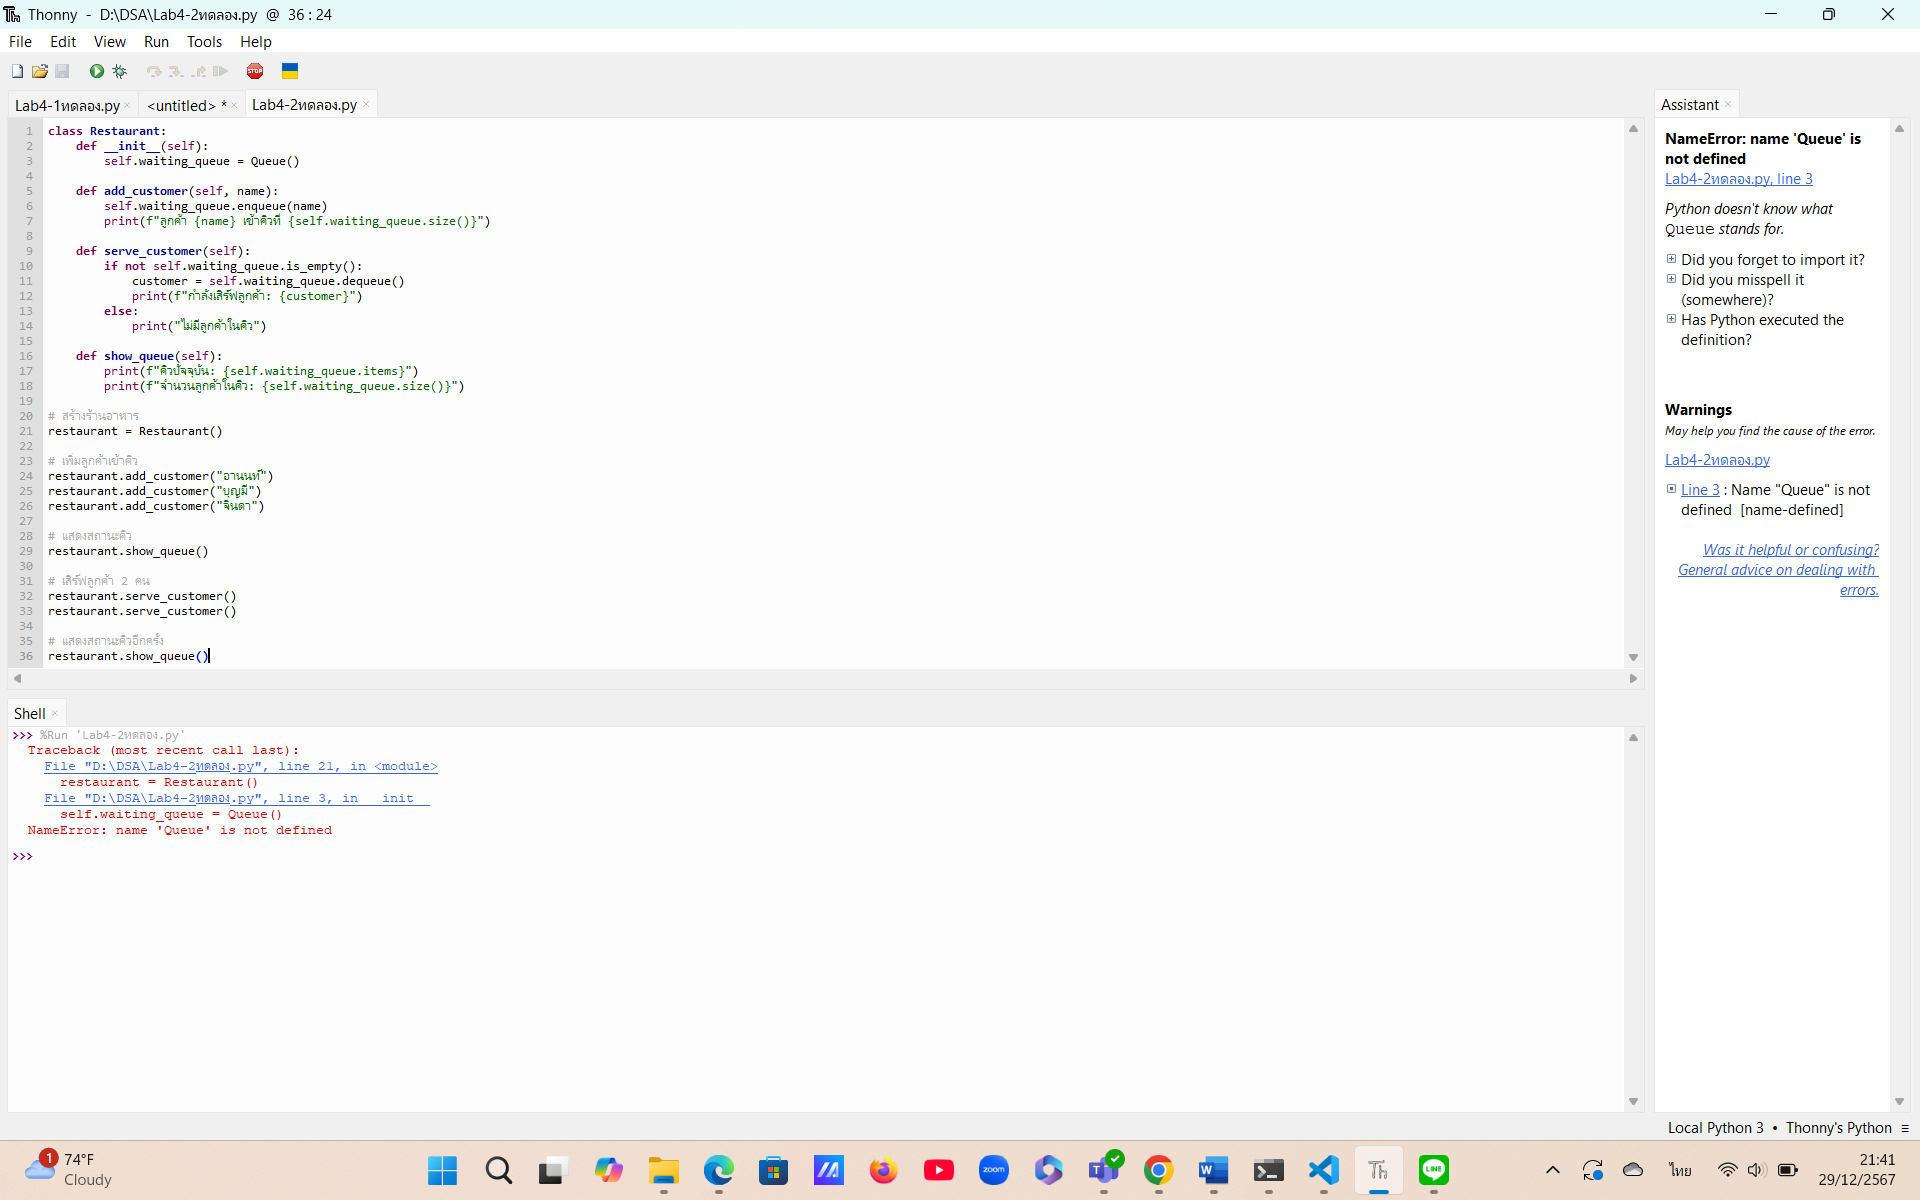 Thonny - D:\DSA\Lab4-2ทดลอง.py @ 36 : 24
File Edit View Run Tools Help
Lab4-1ทดลอง.py <untitled> * Lab4-2ทดลอง.py
1 class Restaurant:
2 def __init__(self):
3 self.waiting_queue = Queue()
4
5 def add_customer(self, name):
6 self.waiting_queue.enqueue(name)
7 print(f"ลูกค้า {name} เข้าคิวที่ {self.waiting_queue.size()}")
8
9 def serve_customer(self):
10 if not self.waiting_queue.is_empty():
11 customer = self.waiting_queue.dequeue()
12 print(f"กำลังเสิร์ฟลูกค้า: {customer}")
13 else:
14 print("ไม่มีลูกค้าในคิว")
15
16 def show_queue(self):
17 print(f"คิวปัจจุบัน: {self.waiting_queue.items}")
18 print(f"จำนวนลูกค้าในคิว: {self.waiting_queue.size()}")
19
20 # สร้างร้านอาหาร
21 restaurant = Restaurant()
22
23 # เพิ่มลูกค้าเข้าคิว
24 restaurant.add_customer("อานนท์")
25 restaurant.add_customer("บุญมี")
26 restaurant.add_customer("จินดา")
27
28 # แสดงสถานะคิว
29 restaurant.show_queue()
30
31 # เสิร์ฟลูกค้า 2 คน
32 restaurant.serve_customer()
33 restaurant.serve_customer()
34
35 # แสดงสถานะคิวอีกครั้ง
36 restaurant.show_queue()
Shell
>>> %Run 'Lab4-2ทดลอง.py'
Traceback (most recent call last):
File "D:\DSA\Lab4-2ทดลอง.py", line 21, in <module>
restaurant = Restaurant()
File "D:\DSA\Lab4-2ทดลอง.py", line 3, in __init__
self.waiting_queue = Queue()
NameError: name 'Queue' is not defined
>>>
Assistant
NameError: name 'Queue' is
not defined
Lab4-2ทดลอง.py, line 3
Python doesn't know what
Queue stands for.
Did you forget to import it?
Did you misspell it
(somewhere)?
Has Python executed the
definition?
Warnings
May help you find the cause of the error.
Lab4-2ทดลอง.py
Line 3 : Name "Queue" is not
defined [name-defined]
Was it helpful or confusing?
General advice on dealing with
errors.
Local Python 3 • Thonny's Python ≡
1
74°F
Cloudy
zoom
LINE
ไทย
21:41
29/12/2567